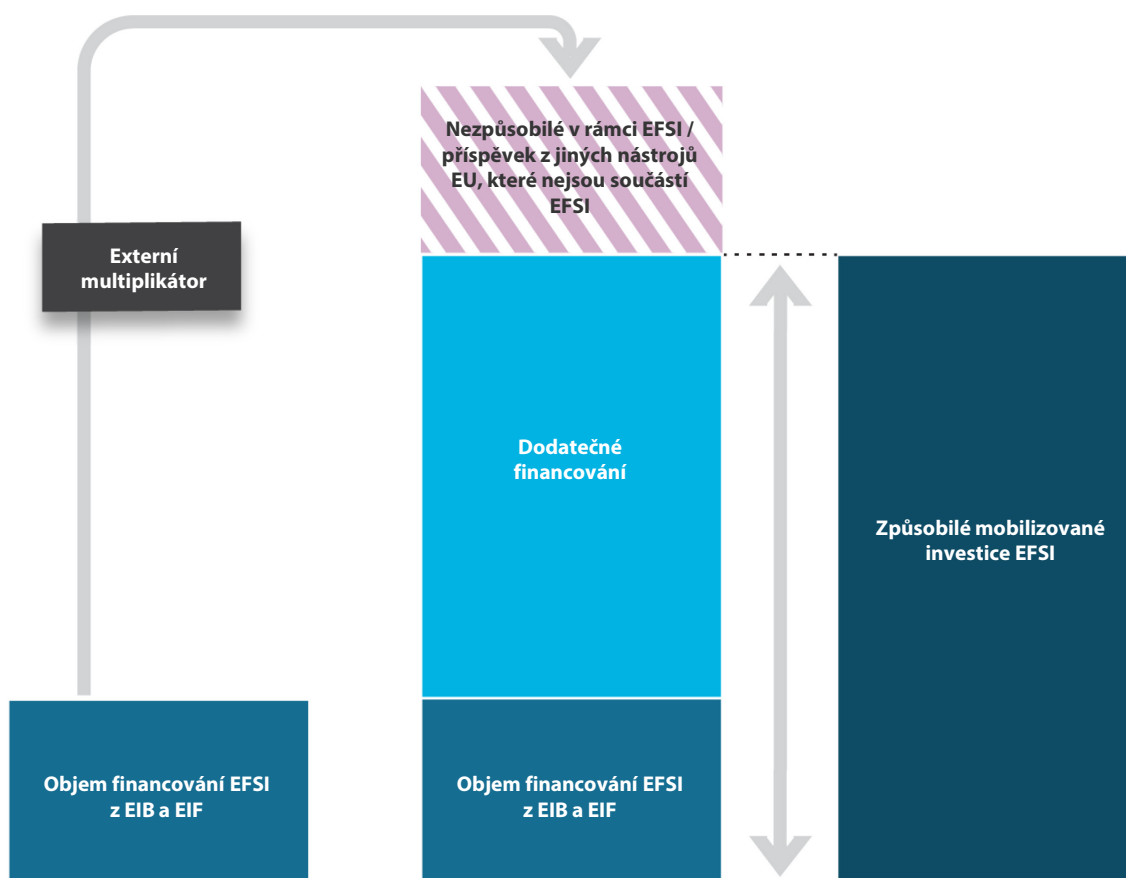 Nezpůsobilé v rámci EFSI /
příspěvek z jiných nástrojů
EU, které nejsou součástí
EFSI
Externí
multiplikátor
Dodatečné
financování
Způsobilé mobilizované
investice EFSI
Objem financování EFSI
z EIB a EIF
Objem financování EFSI
z EIB a EIF